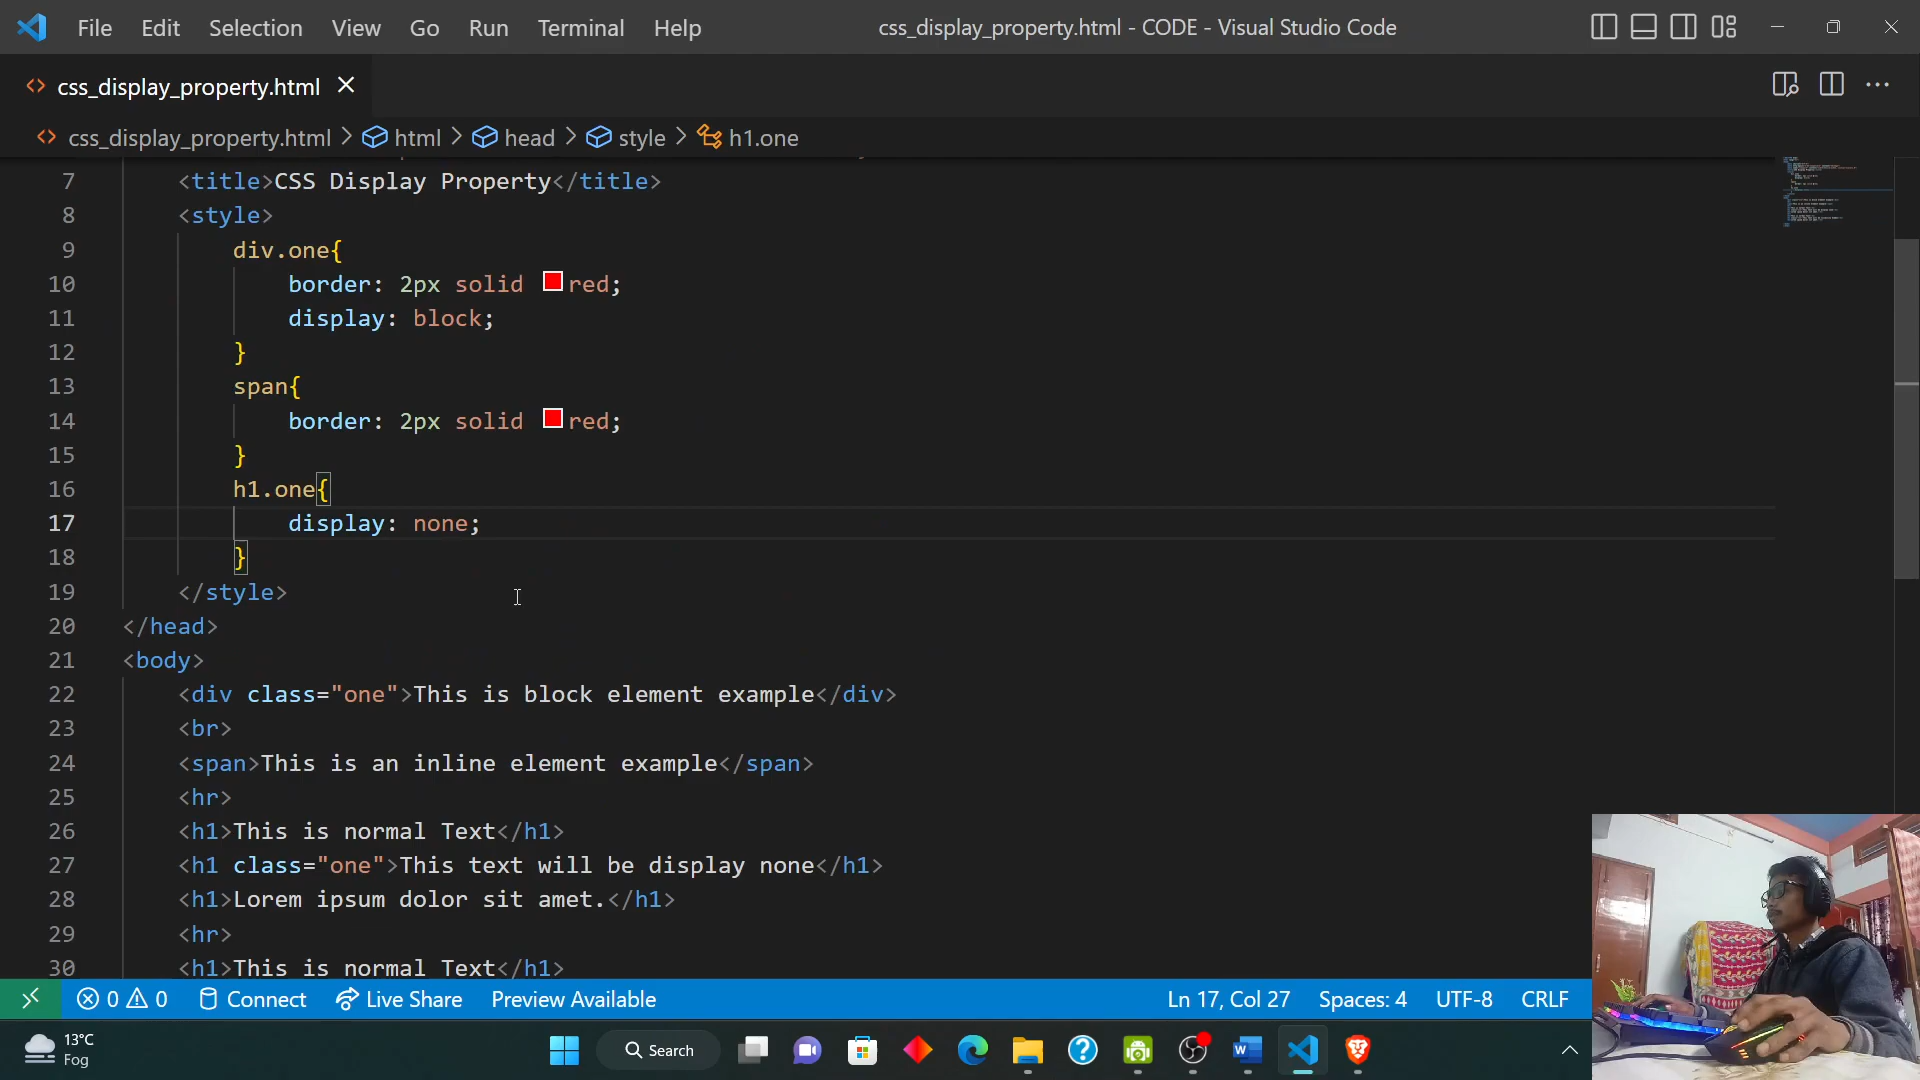 File Edit Selection View Go Run Terminal Help css_display_property.html - CODE - Visual Studio Code
css_display_property.html
css_display_property.html > html > head > style > h1.one
7 <title>CSS Display Property</title>
8 <style>
9 div.one{
10 border: 2px solid red;
11 display: block;
12 }
13 span{
14 border: 2px solid red;
15 }
16 h1.one{
17 display: none;
18 }
19 </style>
20 </head>
21 <body>
22 <div class="one">This is block element example</div>
23 <br>
24 <span>This is an inline element example</span>
25 <hr>
26 <h1>This is normal Text</h1>
27 <h1 class="one">This text will be display none</h1>
28 <h1>Lorem ipsum dolor sit amet.</h1>
29 <hr>
30 <h1>This is normal Text</h1>
0 0 Connect Live Share Preview Available Ln 17, Col 27 Spaces: 4 UTF-8 CRLF
13°C
Fog
Search